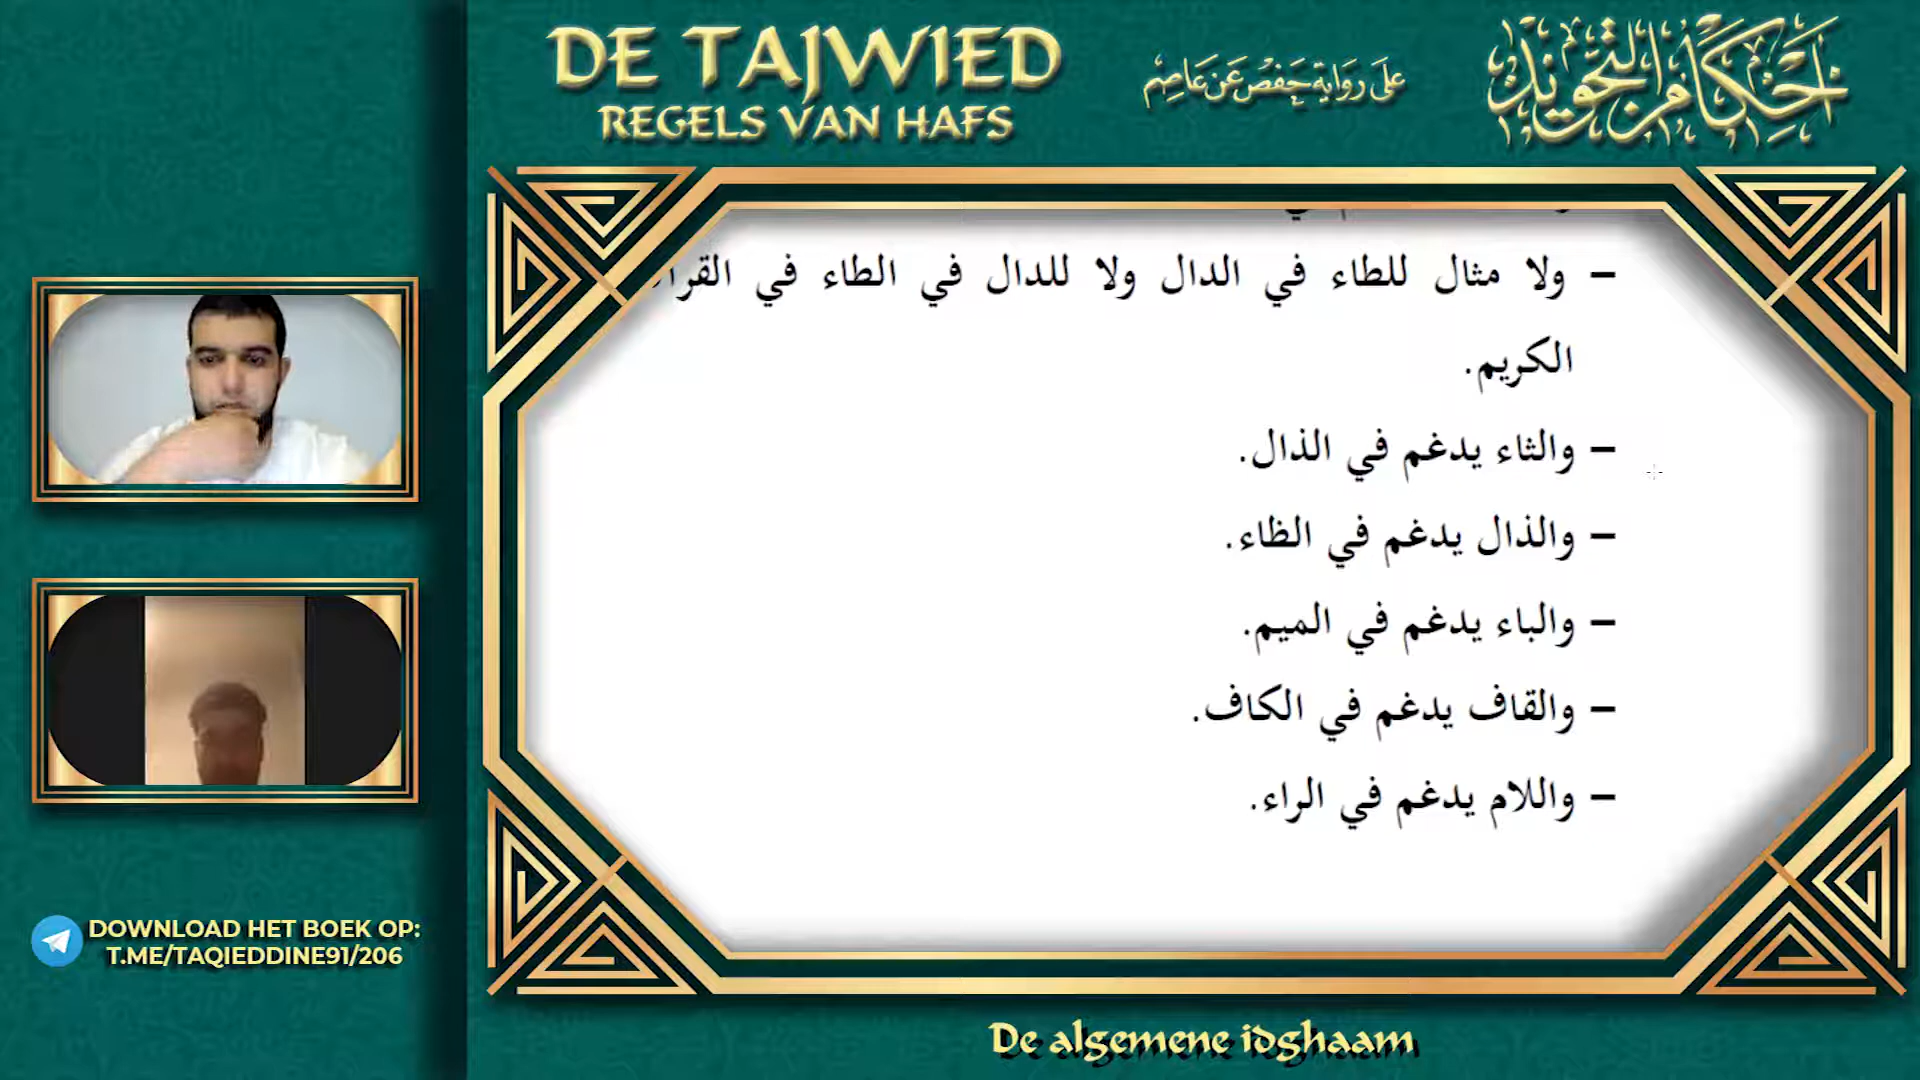 DE TAJWIED
REGELS VAN HAFS
على رواية حفص عن عاصم
أحكام التجويد
– ولا مثال للطاء في الدال ولا للدال في الطاء في
الكريم.
– والثاء يدغم في الذال.
– والذال يدغم في الظاء.
– والباء يدغم في الميم.
– والقاف يدغم في الكاف.
– واللام يدغم في الراء.
DOWNLOAD HET BOEK OP:
T.ME/TAQIEDDINE91/206
De algemene idghaam